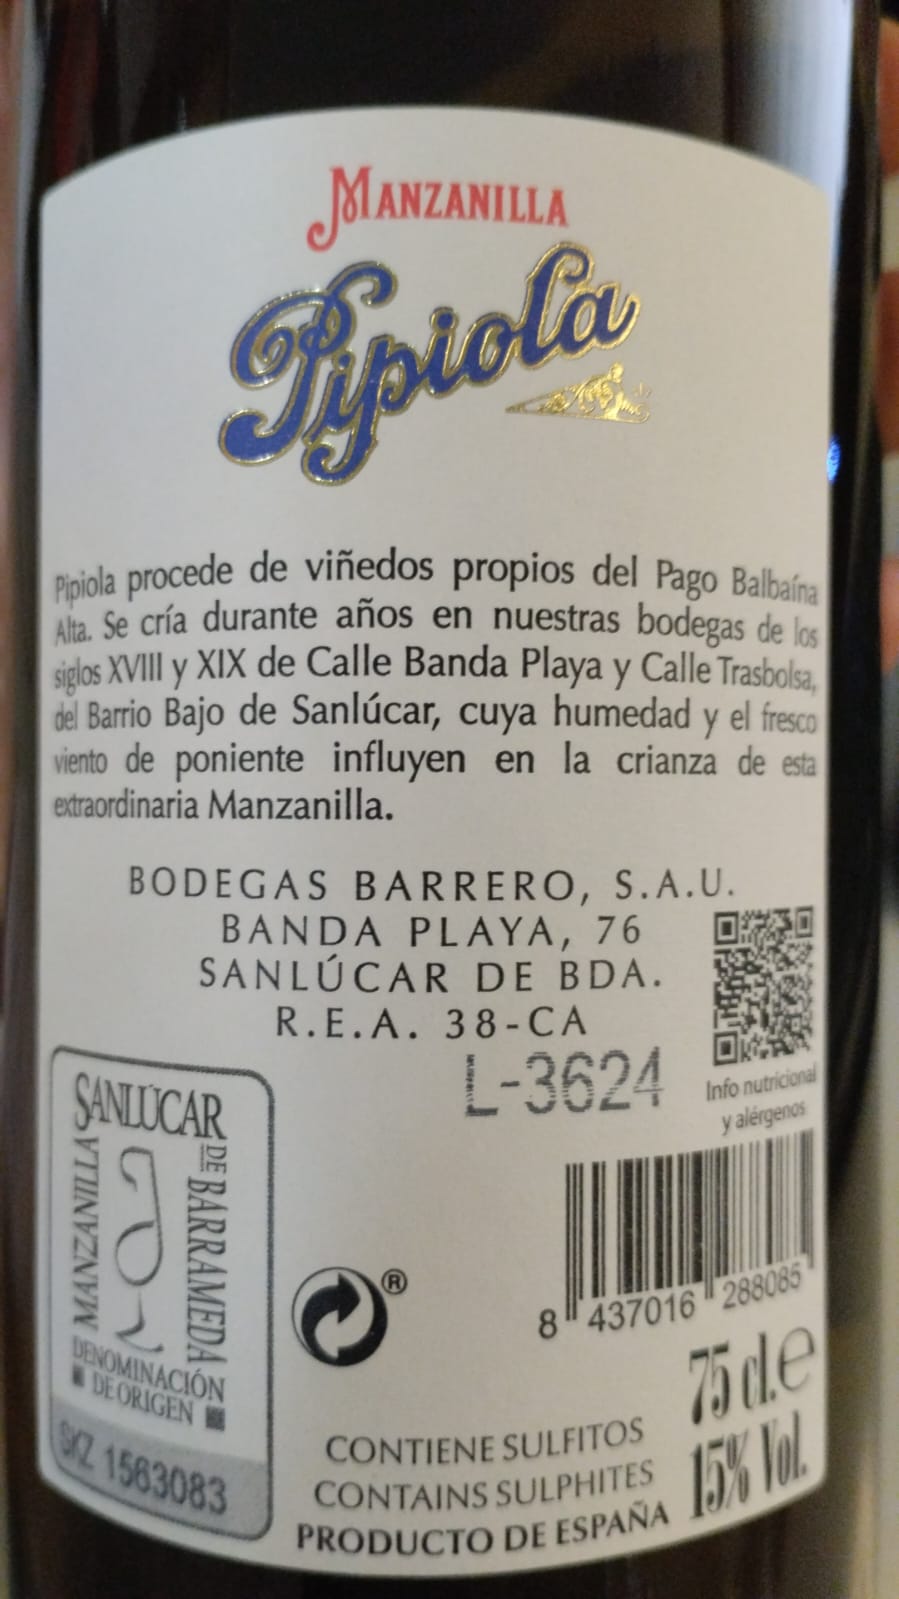 MANZANILLA
Pipiola
Pipiola procede de viñedos propios del Pago Balbaína
Alta. Se cría durante años en nuestras bodegas de los
siglos XVIII y XIX de Calle Banda Playa y Calle Trasbolsa,
del Barrio Bajo de Sanlúcar, cuya humedad y el fresco
viento de poniente influyen en la crianza de esta
extraordinaria Manzanilla.
BODEGAS BARRERO, S.A.U.
BANDA PLAYA, 76
SANLÚCAR DE BDA.
R.E.A. 38-CA
L-3624
Info nutricional
y alérgenos
SANLÚCAR
DE BARRAMEDA
MANZANILLA
DENOMINACIÓN
DE ORIGEN
SKZ 1563083
®
8 437016 288085
75 cl. e
15% Vol.
CONTIENE SULFITOS
CONTAINS SULPHITES
PRODUCTO DE ESPAÑA